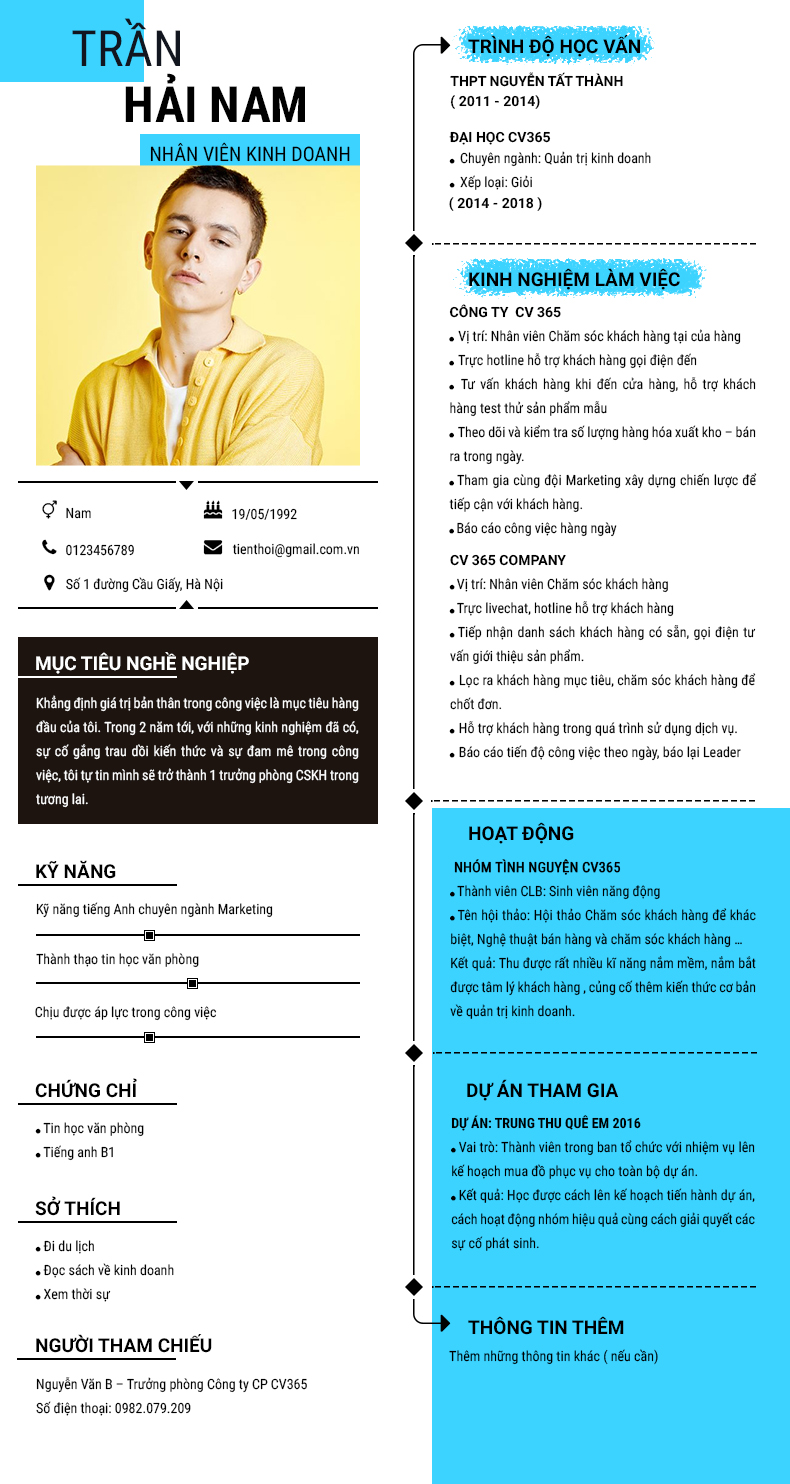 TRẦN
HẢI NAM
NHÂN VIÊN KINH DOANH
Nam
19/05/1992
0123456789
tienthoi@gmail.com.vn
Số 1 đường Cầu Giấy, Hà Nội
MỤC TIÊU NGHỀ NGHIỆP
Khẳng định giá trị bản thân trong công việc là mục tiêu hàng
đầu của tôi. Trong 2 năm tới, với những kinh nghiệm đã có,
sự cố gắng trau dồi kiến thức và sự đam mê trong công
việc, tôi tự tin mình sẽ trở thành 1 trưởng phòng CSKH trong
tương lai.
KỸ NĂNG
Kỹ năng tiếng Anh chuyên ngành Marketing
Thành thạo tin học văn phòng
Chịu được áp lực trong công việc
CHỨNG CHỈ
• Tin học văn phòng
• Tiếng anh B1
SỞ THÍCH
• Đi du lịch
• Đọc sách về kinh doanh
• Xem thời sự
NGƯỜI THAM CHIẾU
Nguyễn Văn B – Trưởng phòng Công ty CP CV365
Số điện thoại: 0982.079.209
TRÌNH ĐỘ HỌC VẤN
THPT NGUYỄN TẤT THÀNH
( 2011 - 2014)
ĐẠI HỌC CV365
• Chuyên ngành: Quản trị kinh doanh
• Xếp loại: Giỏi
( 2014 - 2018 )
KINH NGHIỆM LÀM VIỆC
CÔNG TY CV 365
• Vị trí: Nhân viên Chăm sóc khách hàng tại của hàng
• Trực hotline hỗ trợ khách hàng gọi điện đến
• Tư vấn khách hàng khi đến cửa hàng, hỗ trợ khách
hàng test thử sản phẩm mẫu
• Theo dõi và kiểm tra số lượng hàng hóa xuất kho – bán
ra trong ngày.
• Tham gia cùng đội Marketing xây dựng chiến lược để
tiếp cận với khách hàng.
• Báo cáo công việc hàng ngày
CV 365 COMPANY
• Vị trí: Nhân viên Chăm sóc khách hàng
• Trực livechat, hotline hỗ trợ khách hàng
• Tiếp nhận danh sách khách hàng có sẵn, gọi điện tư
vấn giới thiệu sản phẩm.
• Lọc ra khách hàng mục tiêu, chăm sóc khách hàng để
chốt đơn.
• Hỗ trợ khách hàng trong quá trình sử dụng dịch vụ.
• Báo cáo tiến độ công việc theo ngày, báo lại Leader
HOẠT ĐỘNG
NHÓM TÌNH NGUYỆN CV365
• Thành viên CLB: Sinh viên năng động
• Tên hội thảo: Hội thảo Chăm sóc khách hàng để khác
biệt, Nghệ thuật bán hàng và chăm sóc khách hàng ...
Kết quả: Thu được rất nhiều kĩ năng nắm mềm, nắm bắt
được tâm lý khách hàng , củng cố thêm kiến thức cơ bản
về quản trị kinh doanh.
DỰ ÁN THAM GIA
DỰ ÁN: TRUNG THU QUÊ EM 2016
• Vai trò: Thành viên trong ban tổ chức với nhiệm vụ lên
kế hoạch mua đồ phục vụ cho toàn bộ dự án.
• Kết quả: Học được cách lên kế hoạch tiến hành dự án,
cách hoạt động nhóm hiệu quả cùng cách giải quyết các
sự cố phát sinh.
THÔNG TIN THÊM
Thêm những thông tin khác ( nếu cần)